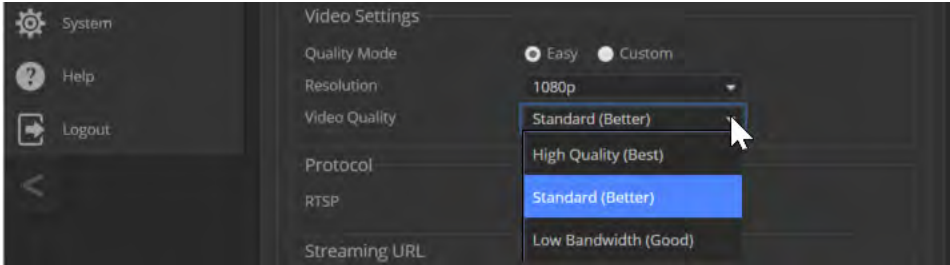 System
Help
Logout
<
Video Settings
Quality Mode
Easy
Custom
Resolution
1080p
Video Quality
Standard (Better)
High Quality (Best)
Standard (Better)
Low Bandwidth (Good)
Protocol
RTSP
Streaming URL